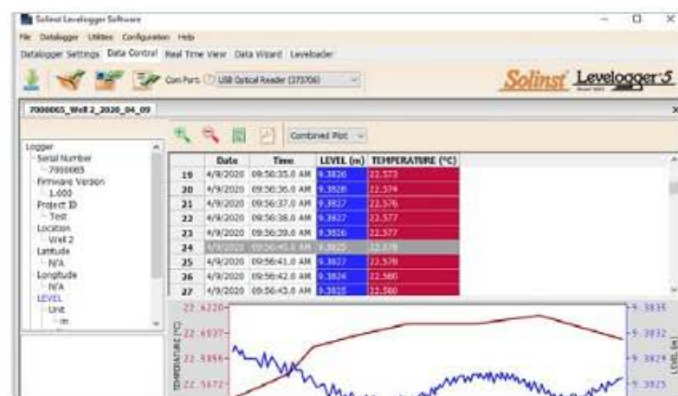 Solinst Levelogger Software
File Datalogger Utilities Configuration Help
Datalogger Settings Data Control Real Time View Data Wizard Leveloader
Com Port: USB Optical Reader (373706)
Solinst Levelogger 5
7000065_Well 2_2020_04_09
Combined Plot
Logger
Serial Number
7000065
Firmware Version
1.000
Project ID
Test
Location
Well 2
Latitude
N/A
Longitude
N/A
LEVEL
Unit
m
Date Time LEVEL (m) TEMPERATURE (°C)
19 4/9/2020 09:56:35.0 AM 9.3826 22.573
20 4/9/2020 09:56:36.0 AM 9.3828 22.574
21 4/9/2020 09:56:37.0 AM 9.3827 22.576
22 4/9/2020 09:56:38.0 AM 9.3827 22.577
23 4/9/2020 09:56:39.0 AM 9.3826 22.577
24 4/9/2020 09:56:40.0 AM 9.3825 22.578
25 4/9/2020 09:56:41.0 AM 9.3827 22.578
26 4/9/2020 09:56:42.0 AM 9.3824 22.580
27 4/9/2020 09:56:43.0 AM 9.3825 22.580
TEMPERATURE (°C)
22.6220
22.6037
22.5672
9.3835
9.3832
9.3829
9.3825
LEVEL (m)